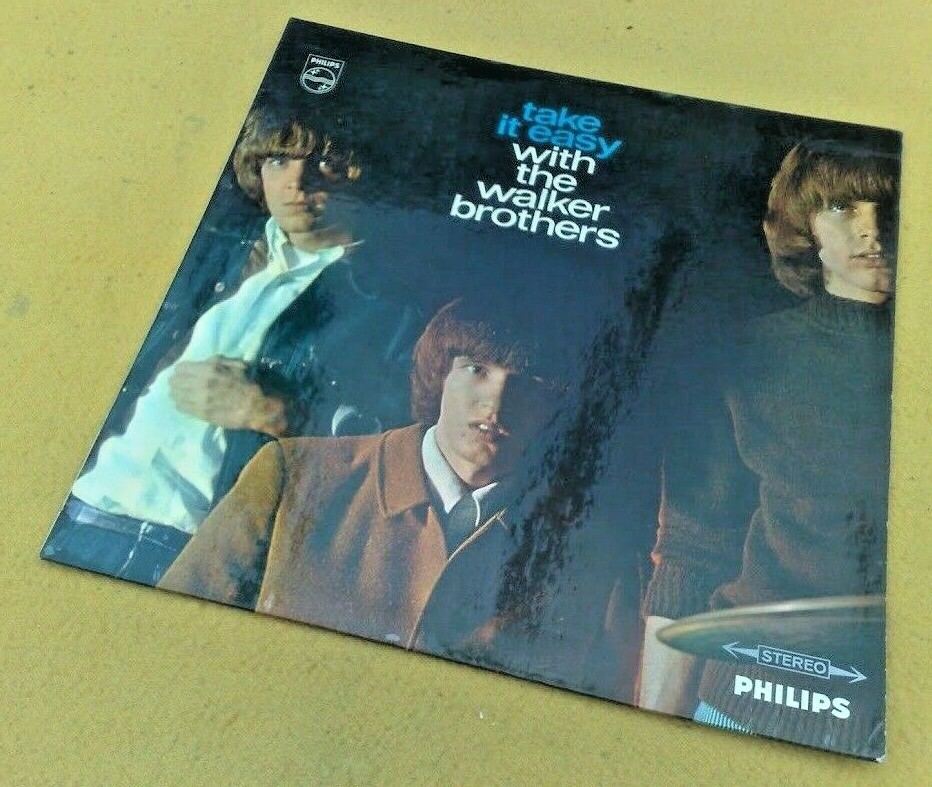 PHILIPS
take
it easy
with
the
walker
brothers
STEREO
PHILIPS